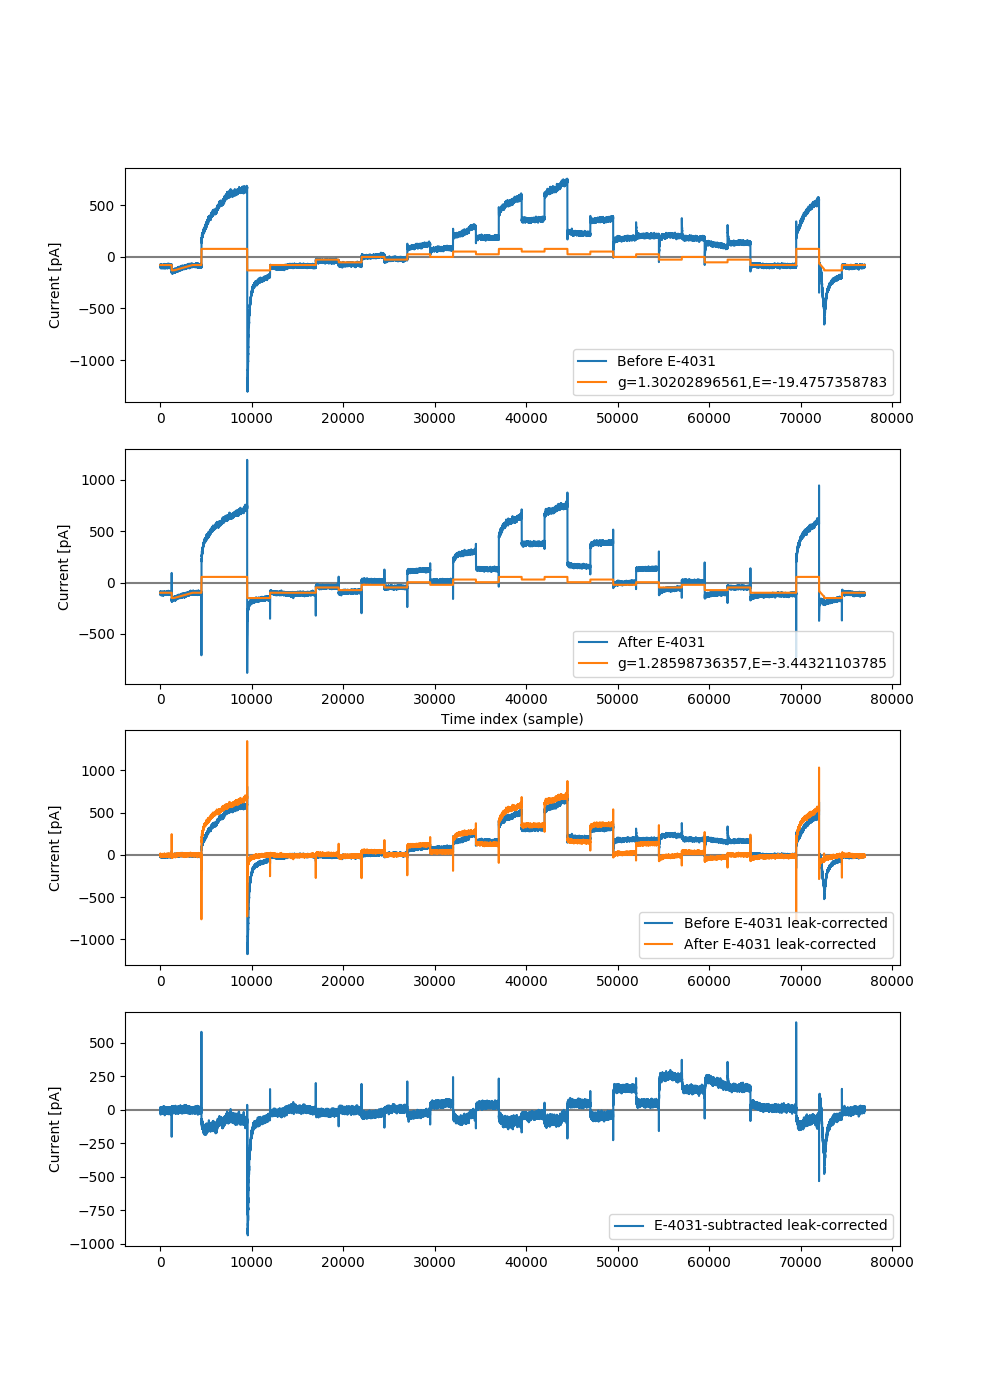 500
0
−500
−1000
Current [pA]
Before E-4031
g=1.30202896561,E=-19.4757358783
0 10000 20000 30000 40000 50000 60000 70000 80000
1000
500
0
−500
Current [pA]
After E-4031
g=1.28598736357,E=-3.44321103785
0 10000 20000 30000 40000 50000 60000 70000 80000
Time index (sample)
1000
500
0
−500
−1000
Current [pA]
Before E-4031 leak-corrected
After E-4031 leak-corrected
0 10000 20000 30000 40000 50000 60000 70000 80000
500
250
0
−250
−500
−750
−1000
Current [pA]
E-4031-subtracted leak-corrected
0 10000 20000 30000 40000 50000 60000 70000 80000